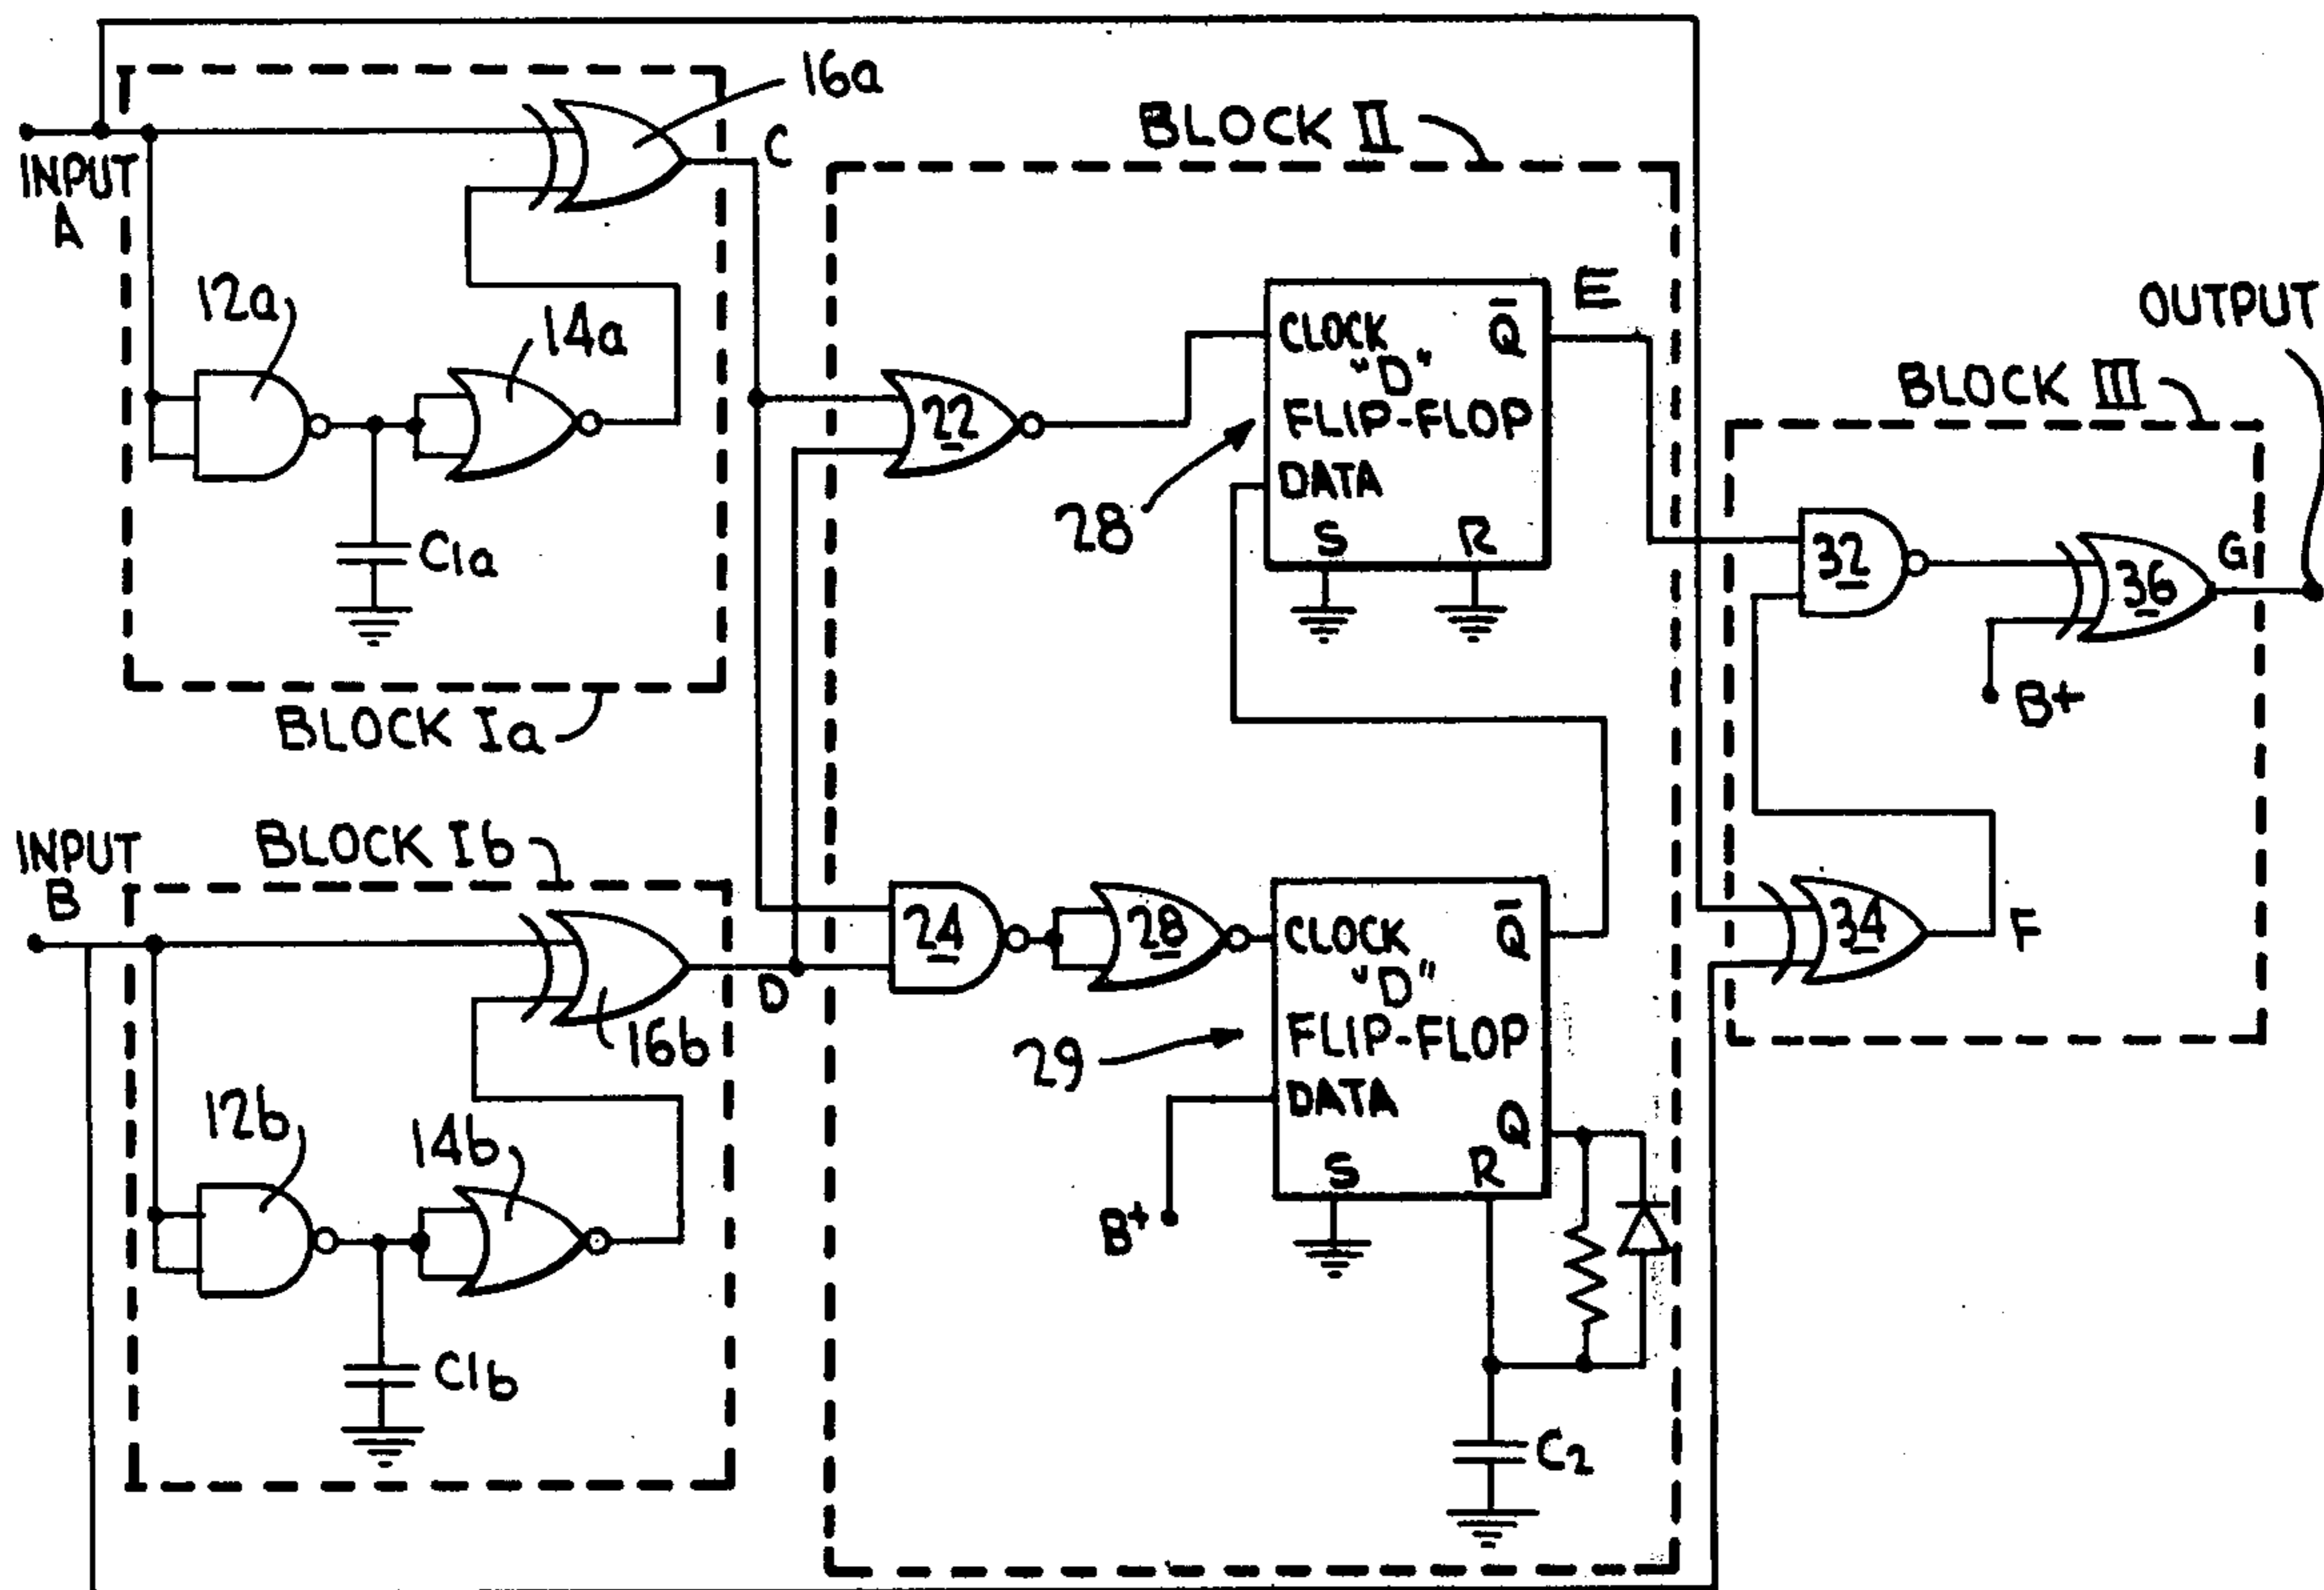 16a
C
BLOCK II
INPUT
A
12a
14a
C1a
BLOCK Ia
22
CLOCK
Q̅
"D"
FLIP-FLOP
DATA
S
R
28
E
OUTPUT
BLOCK III
32
36
G
B+
INPUT
B
BLOCK Ib
16b
D
12b
14b
C1b
24
28
CLOCK
Q̅
"D"
FLIP-FLOP
DATA
Q
S
R
29
B+
C2
34
F